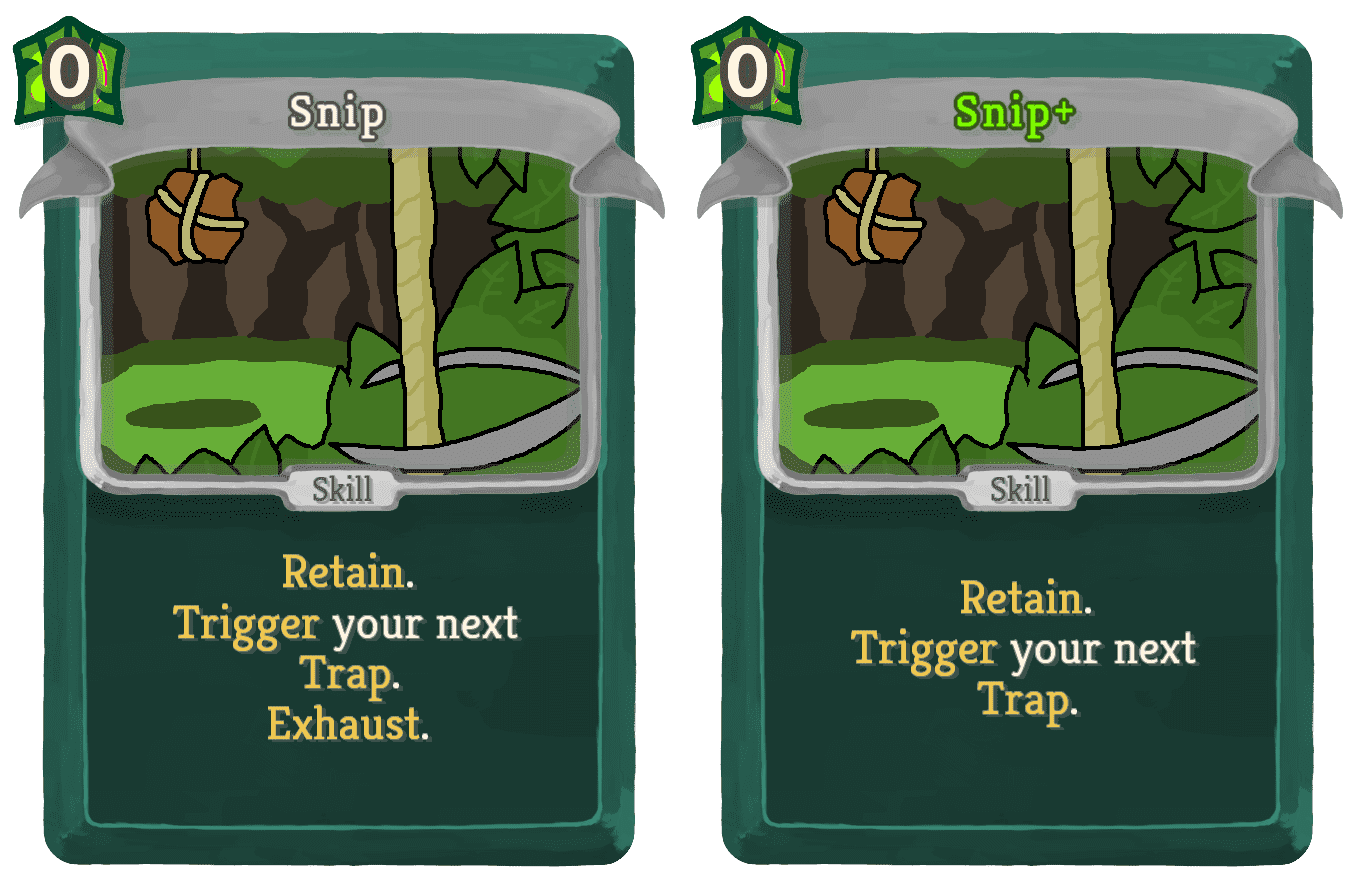 0
Snip
Skill
Retain.
Trigger your next
Trap.
Exhaust.
0
Snip+
Skill
Retain.
Trigger your next
Trap.